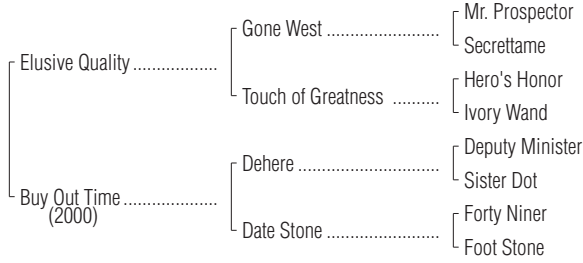 Mr. Prospector
Gone West ............................
Secrettame
Elusive Quality ..................
Hero's Honor
Touch of Greatness ..........
Ivory Wand
Deputy Minister
Dehere ...................................
Sister Dot
Buy Out Time ....................
(2000)
Forty Niner
Date Stone ............................
Foot Stone